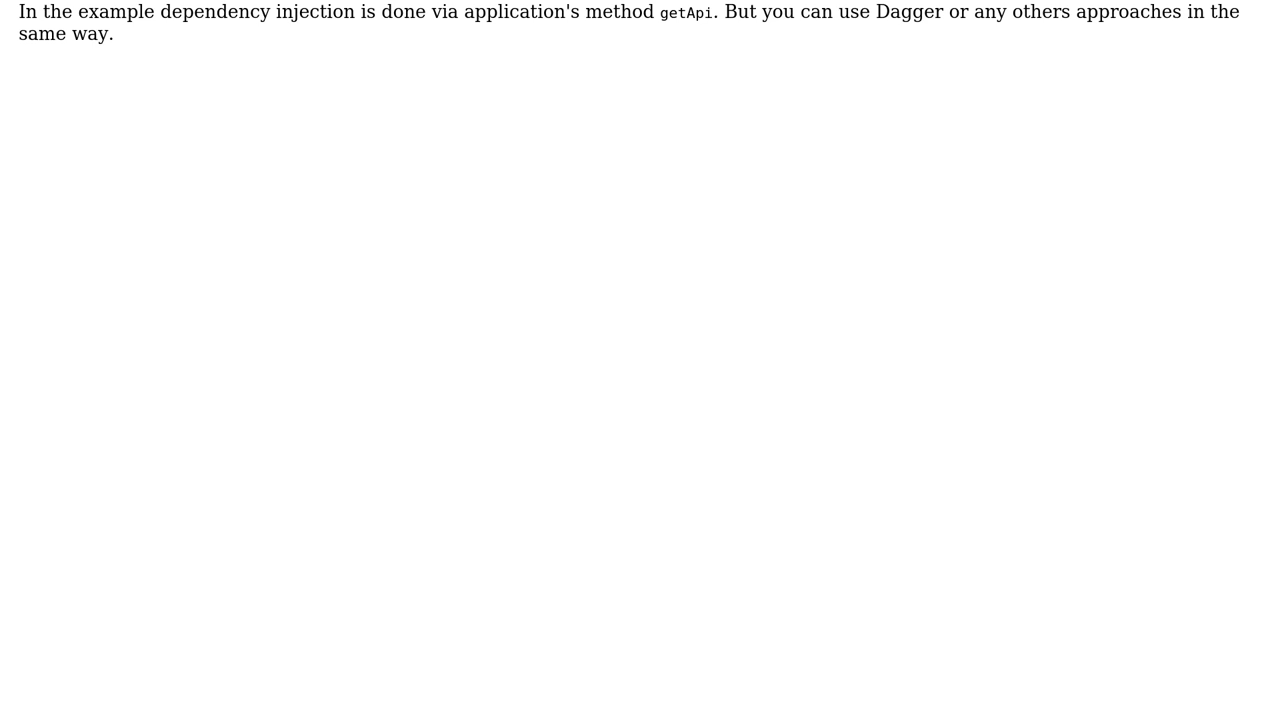 In the example dependency injection is done via application's method getApi. But you can use Dagger or any others approaches in the
same way.